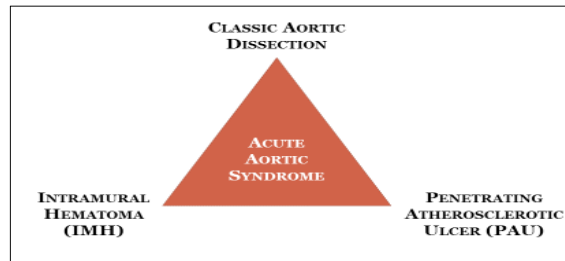 Classic Aortic
Dissection
Acute
Aortic
Syndrome
Intramural
Hematoma
(IMH)
Penetrating
Atherosclerotic
Ulcer (PAU)